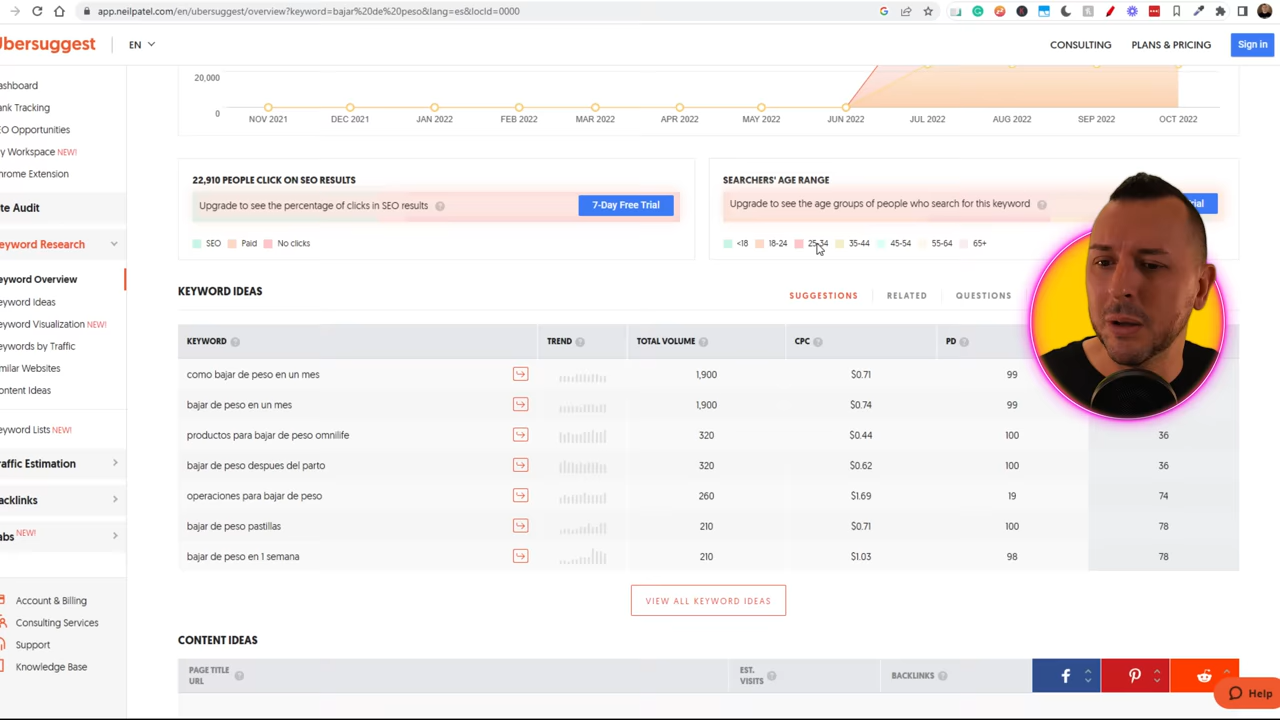 app.neilpatel.com/en/ubersuggest/overview?keyword=bajar%20de%20peso&lang=es&locId=0000
Ubersuggest
EN
CONSULTING
PLANS & PRICING
Sign in
ashboard
ank Tracking
EO Opportunities
y Workspace NEW!
hrome Extension
te Audit
eyword Research
eyword Overview
eyword Ideas
eyword Visualization NEW!
eywords by Traffic
imilar Websites
ontent Ideas
eyword Lists NEW!
raffic Estimation
acklinks
abs NEW!
Account & Billing
Consulting Services
Support
Knowledge Base
20,000
0
NOV 2021 DEC 2021 JAN 2022 FEB 2022 MAR 2022 APR 2022 MAY 2022 JUN 2022 JUL 2022 AUG 2022 SEP 2022 OCT 2022
22,910 PEOPLE CLICK ON SEO RESULTS
Upgrade to see the percentage of clicks in SEO results ? 7-Day Free Trial
SEO Paid No clicks
SEARCHERS' AGE RANGE
Upgrade to see the age groups of people who search for this keyword ? rial
<18 18-24 25-34 35-44 45-54 55-64 65+
KEYWORD IDEAS
SUGGESTIONS RELATED QUESTIONS
KEYWORD ? TREND ? TOTAL VOLUME ? CPC ? PD ?
como bajar de peso en un mes 1,900 $0.71 99
bajar de peso en un mes 1,900 $0.74 99
productos para bajar de peso omnilife 320 $0.44 100 36
bajar de peso despues del parto 320 $0.62 100 36
operaciones para bajar de peso 260 $1.69 19 74
bajar de peso pastillas 210 $0.71 100 78
bajar de peso en 1 semana 210 $1.03 98 78
VIEW ALL KEYWORD IDEAS
CONTENT IDEAS
PAGE TITLE
URL ?
EST.
VISITS ?
BACKLINKS ?
Help